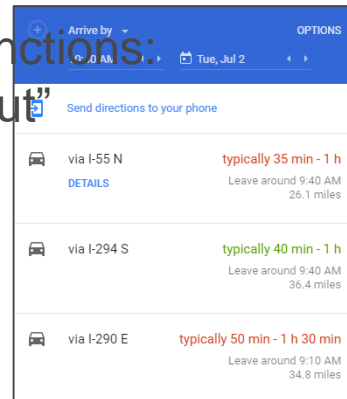 Arrive by OPTIONS
nctions:
AM Tue, Jul 2
ut”
Send directions to your phone
via I-55 N typically 35 min - 1 h
DETAILS Leave around 9:40 AM
26.1 miles
via I-294 S typically 40 min - 1 h
Leave around 9:40 AM
36.4 miles
via I-290 E typically 50 min - 1 h 30 min
Leave around 9:10 AM
34.8 miles